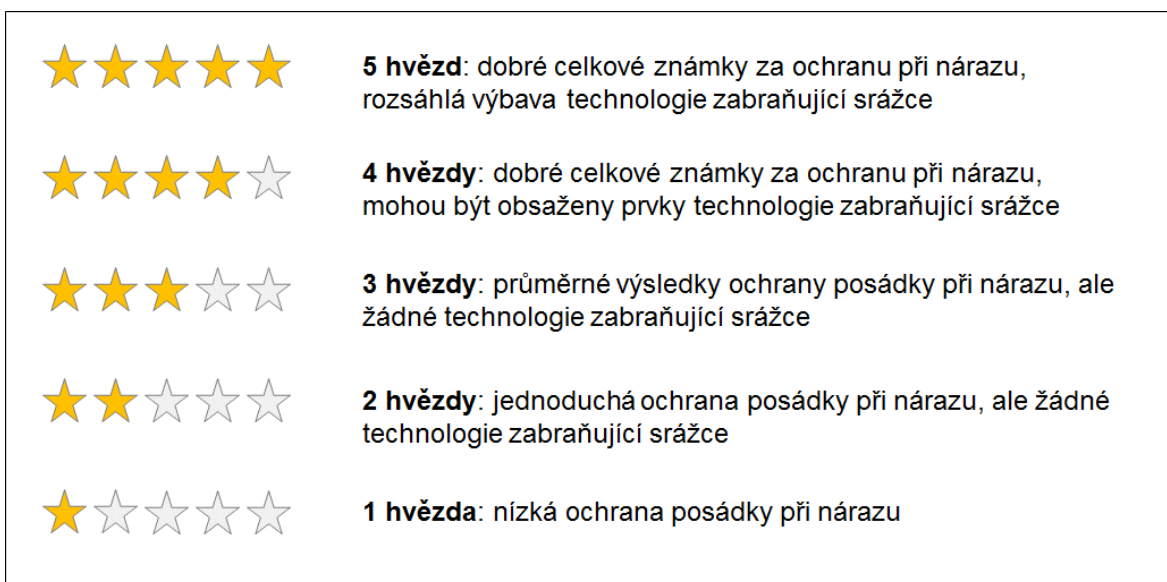 5 hvězd: dobré celkové známky za ochranu při nárazu,
rozsáhlá výbava technologie zabraňující srážce
4 hvězdy: dobré celkové známky za ochranu při nárazu,
mohou být obsaženy prvky technologie zabraňující srážce
3 hvězdy: průměrné výsledky ochrany posádky při nárazu, ale
žádné technologie zabraňující srážce
2 hvězdy: jednoduchá ochrana posádky při nárazu, ale žádné
technologie zabraňující srážce
1 hvězda: nízká ochrana posádky při nárazu